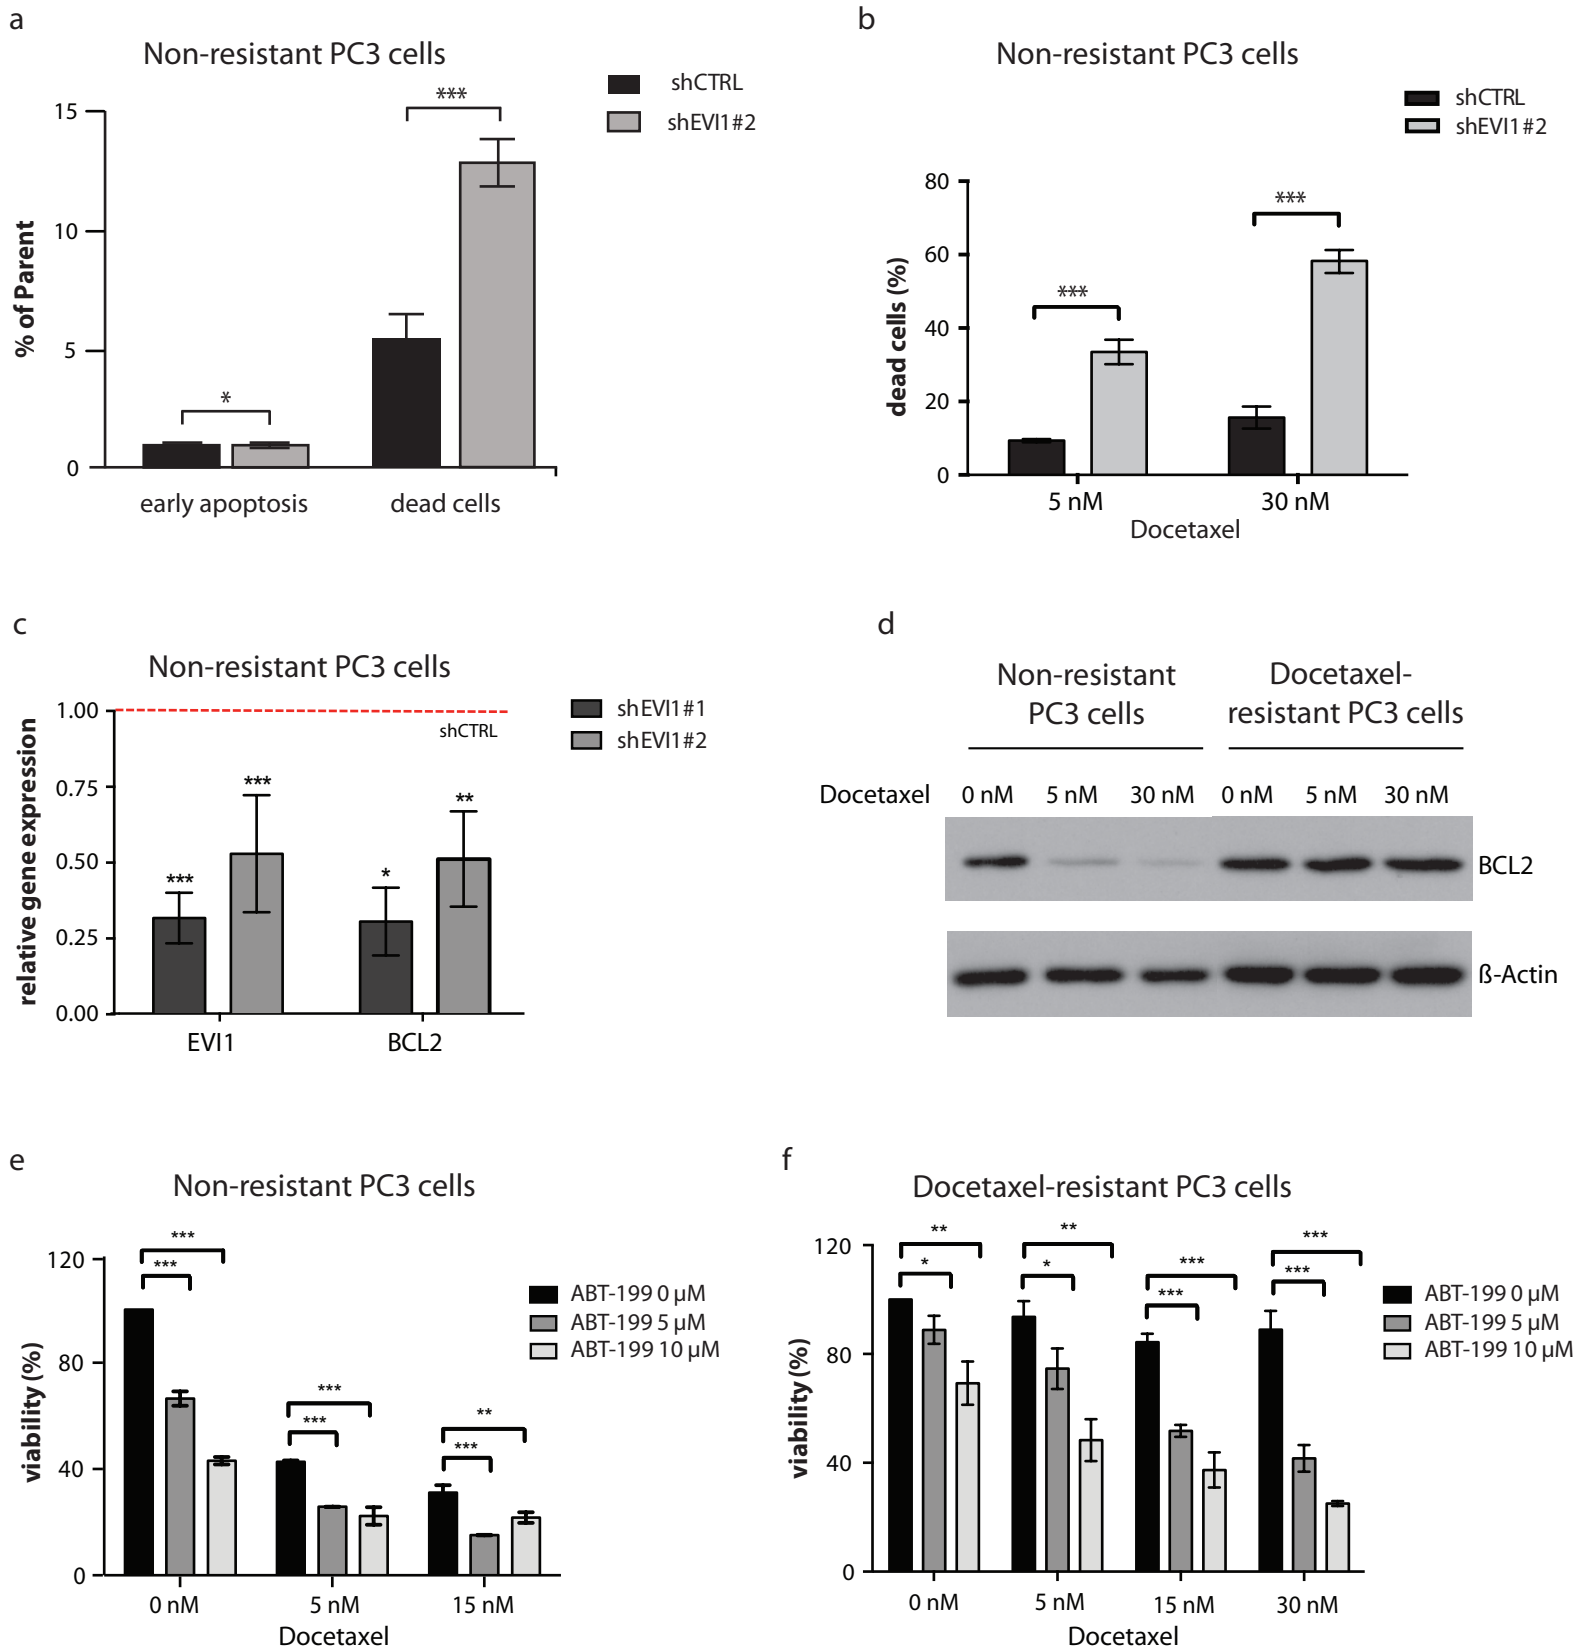 a
Non-resistant PC3 cells
shCTRL
shEVI1#2
% of Parent
15
10
5
0
***
*
early apoptosis
dead cells
b
Non-resistant PC3 cells
shCTRL
shEVI1#2
dead cells (%)
80
60
40
20
0
***
***
5 nM
30 nM
Docetaxel
c
Non-resistant PC3 cells
shEVI1#1
shEVI1#2
relative gene expression
1.00
0.75
0.50
0.25
0.00
shCTRL
***
***
*
**
EVI1
BCL2
d
Non-resistant
PC3 cells
Docetaxel-
resistant PC3 cells
Docetaxel 0 nM 5 nM 30 nM 0 nM 5 nM 30 nM
BCL2
ß-Actin
e
Non-resistant PC3 cells
ABT-199 0 µM
ABT-199 5 µM
ABT-199 10 µM
viability (%)
120
80
40
0
***
***
***
***
**
***
0 nM
5 nM
15 nM
Docetaxel
f
Docetaxel-resistant PC3 cells
ABT-199 0 µM
ABT-199 5 µM
ABT-199 10 µM
viability (%)
120
80
40
0
**
*
**
*
***
***
***
***
0 nM
5 nM
15 nM
30 nM
Docetaxel